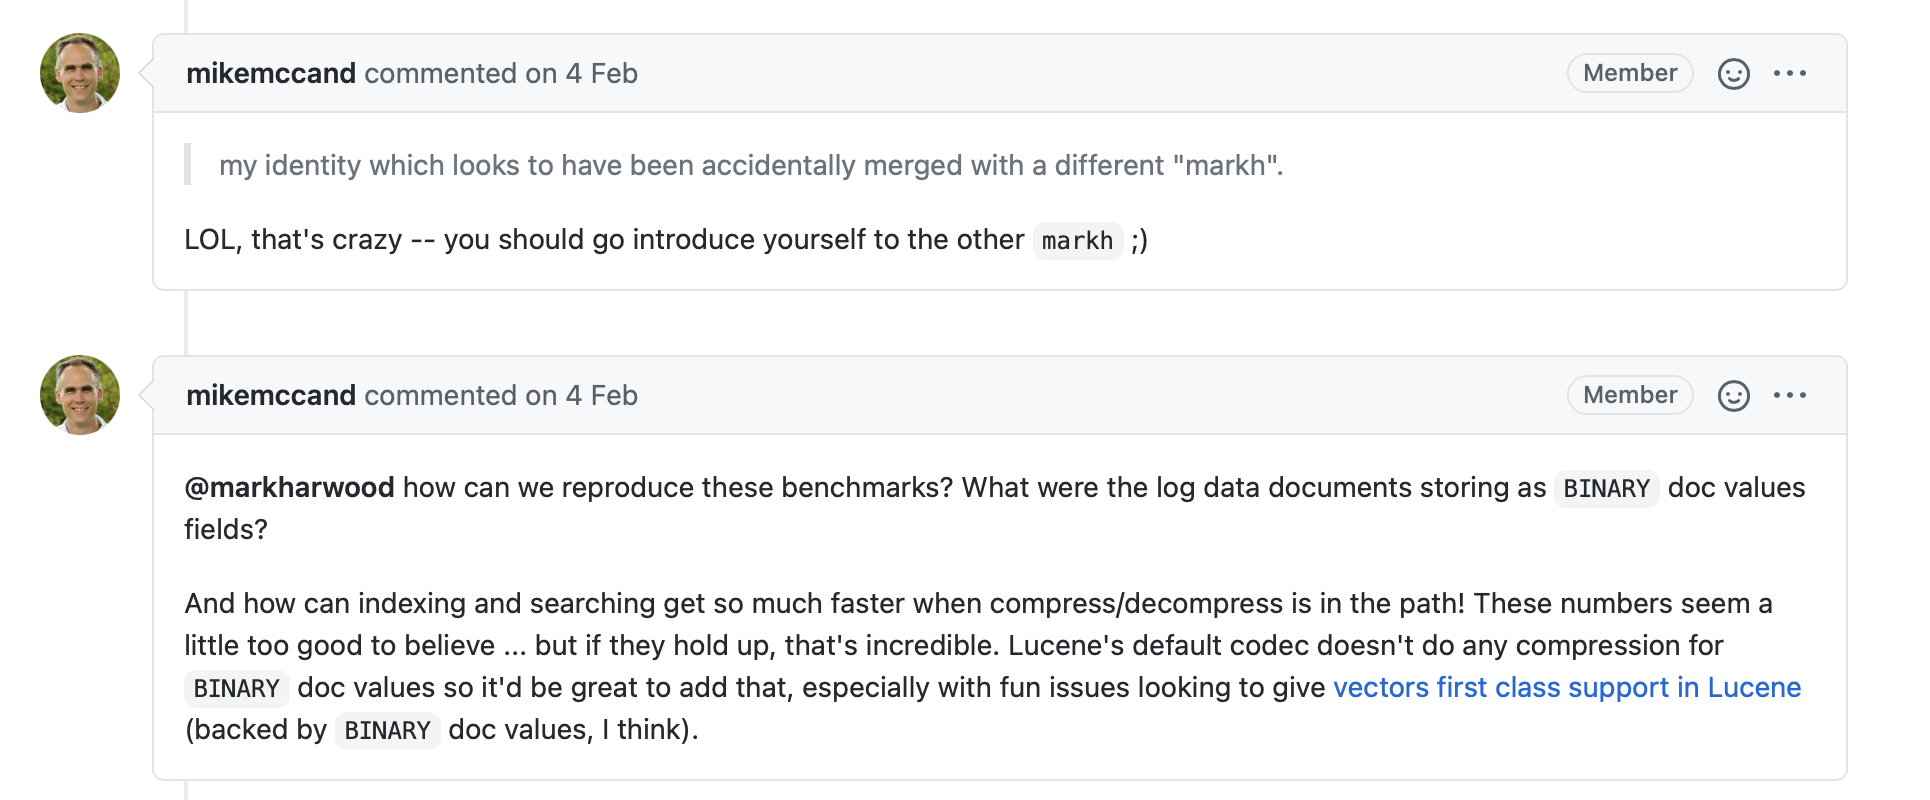 mikemccand commented on 4 Feb
Member
my identity which looks to have been accidentally merged with a different "markh".
LOL, that's crazy -- you should go introduce yourself to the other markh ;)
mikemccand commented on 4 Feb
Member
@markharwood how can we reproduce these benchmarks? What were the log data documents storing as BINARY doc values
fields?
And how can indexing and searching get so much faster when compress/decompress is in the path! These numbers seem a
little too good to believe ... but if they hold up, that's incredible. Lucene's default codec doesn't do any compression for
BINARY doc values so it'd be great to add that, especially with fun issues looking to give vectors first class support in Lucene
(backed by BINARY doc values, I think).